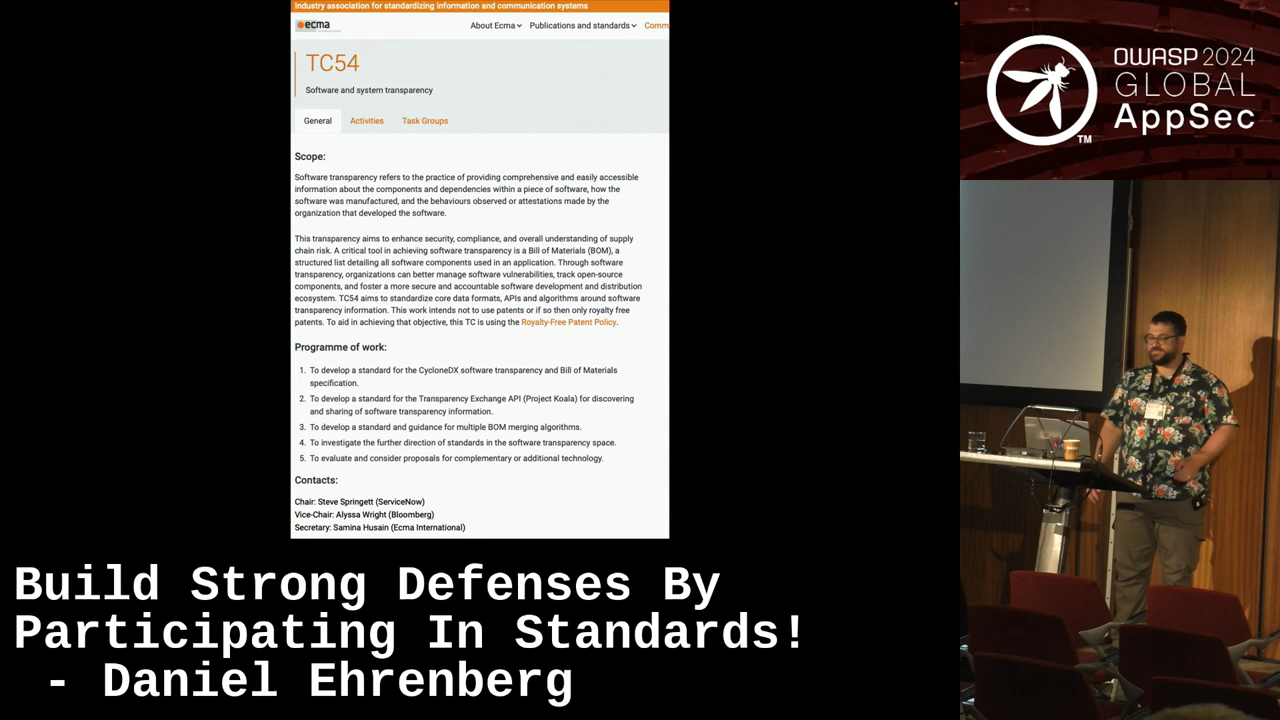 Industry association for standardizing information and communication systems
ecma
About Ecma Publications and standards Comm
TC54
Software and system transparency
General Activities Task Groups
Scope:
Software transparency refers to the practice of providing comprehensive and easily accessible
information about the components and dependencies within a piece of software, how the
software was manufactured, and the behaviours observed or attestations made by the
organization that developed the software.
This transparency aims to enhance security, compliance, and overall understanding of supply
chain risk. A critical tool in achieving software transparency is a Bill of Materials (BOM), a
structured list detailing all software components used in an application. Through software
transparency, organizations can better manage software vulnerabilities, track open-source
components, and foster a more secure and accountable software development and distribution
ecosystem. TC54 aims to standardize core data formats, APIs and algorithms around software
transparency information. This work intends not to use patents or if so then only royalty free
patents. To aid in achieving that objective, this TC is using the Royalty-Free Patent Policy.
Programme of work:
1. To develop a standard for the CycloneDX software transparency and Bill of Materials
specification.
2. To develop a standard for the Transparency Exchange API (Project Koala) for discovering
and sharing of software transparency information.
3. To develop a standard and guidance for multiple BOM merging algorithms.
4. To investigate the further direction of standards in the software transparency space.
5. To evaluate and consider proposals for complementary or additional technology.
Contacts:
Chair: Steve Springett (ServiceNow)
Vice-Chair: Alyssa Wright (Bloomberg)
Secretary: Samina Husain (Ecma International)
OWASP 2024
GLOBAL
AppSec
TM
Build Strong Defenses By
Participating In Standards!
- Daniel Ehrenberg